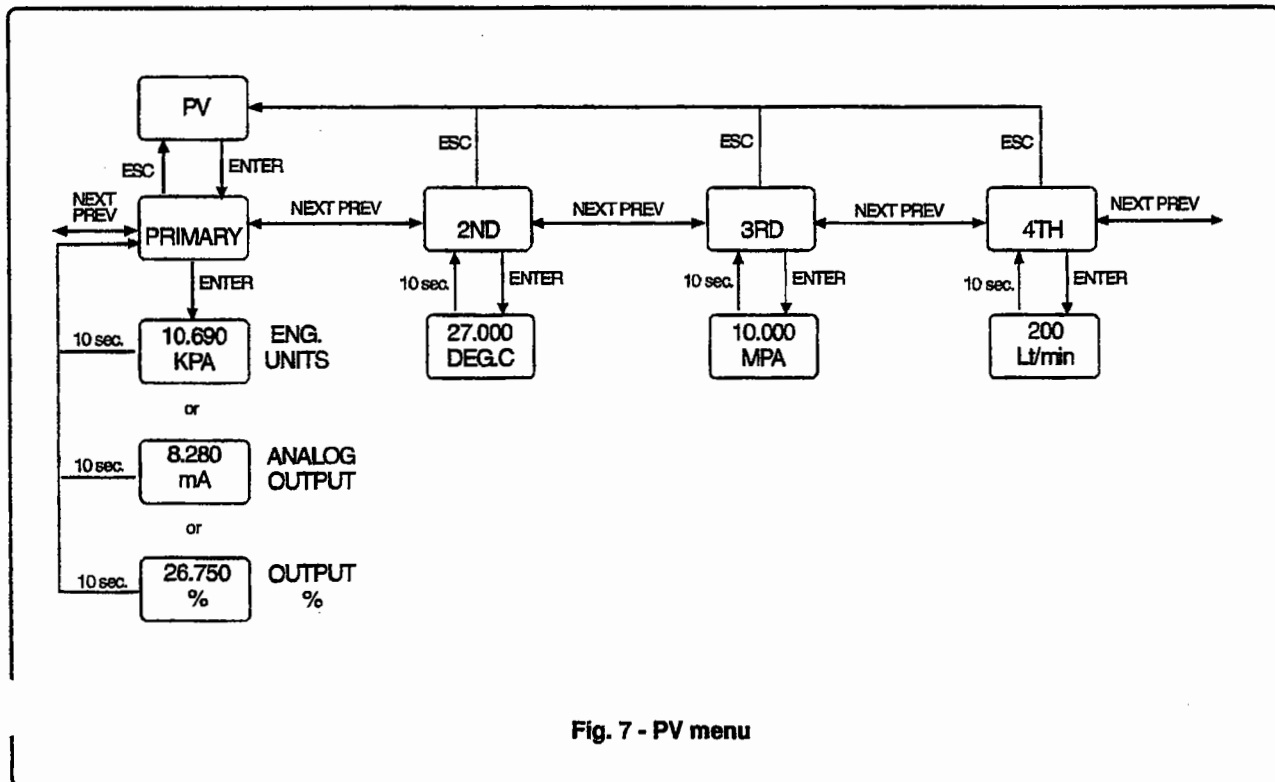 PV
ESC
ENTER
ESC
ESC
ESC
NEXT
PREV
PRIMARY
NEXT PREV
2ND
NEXT PREV
3RD
NEXT PREV
4TH
NEXT PREV
ENTER
10 sec.
ENTER
10 sec.
ENTER
10 sec.
ENTER
10 sec.
10.690
KPA
ENG.
UNITS
27.000
DEG.C
10.000
MPA
200
Lt/min
or
10 sec.
8.280
mA
ANALOG
OUTPUT
or
10 sec.
26.750
%
OUTPUT
%
Fig. 7 - PV menu